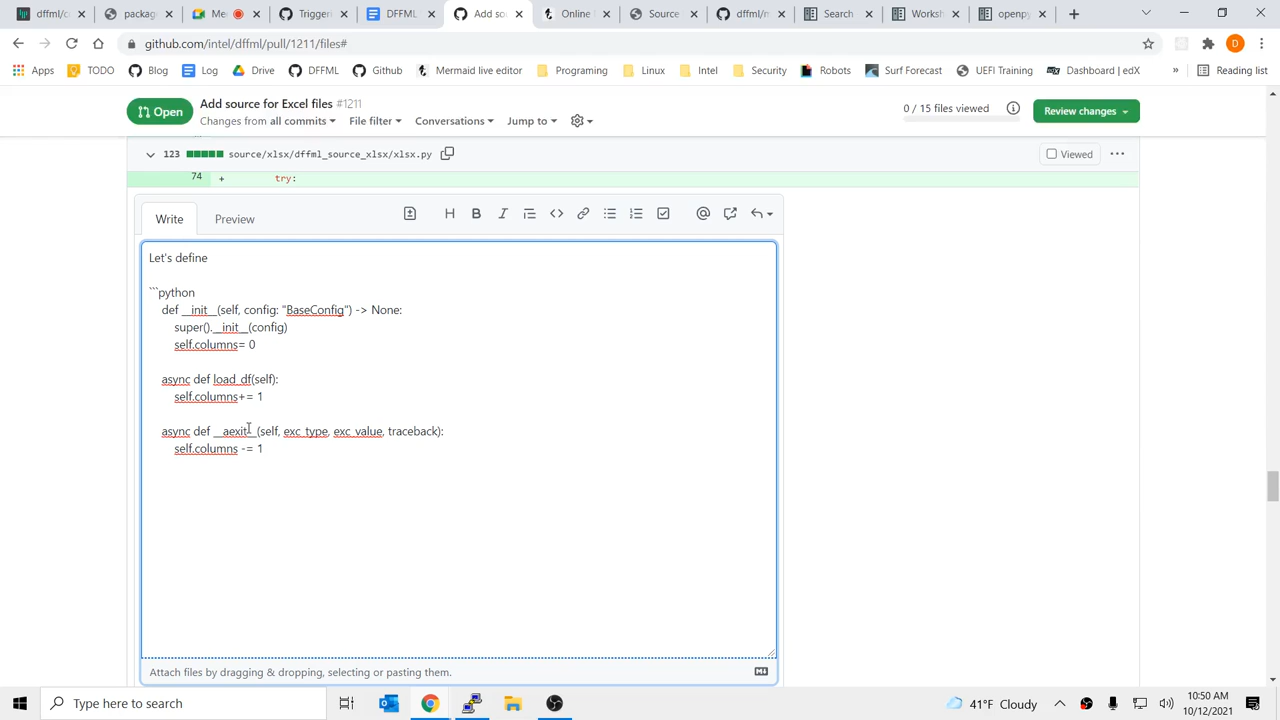 dffml/c
package
Me
Trigger
DFFML
Add so
Online
Source
dffml/n
Search
Worksh
openpy
github.com/intel/dffml/pull/1211/files#
Apps
TODO
Blog
Log
Drive
DFFML
Github
Mermaid live editor
Programing
Linux
Intel
Security
Robots
Surf Forecast
UEFI Training
Dashboard | edX
»
Reading list
Open
Add source for Excel files #1211
Changes from all commits
File filter
Conversations
Jump to
0 / 15 files viewed
Review changes
123
source/xlsx/dffml_source_xlsx/xlsx.py
Viewed
74 + try:
Write
Preview
Let's define
```python
def __init__(self, config: "BaseConfig") -> None:
super().__init__(config)
self.columns= 0
async def load_df(self):
self.columns+= 1
async def __aexit__(self, exc_type, exc_value, traceback):
self.columns -= 1
Attach files by dragging & dropping, selecting or pasting them.
Type here to search
41°F Cloudy
10:50 AM
10/12/2021